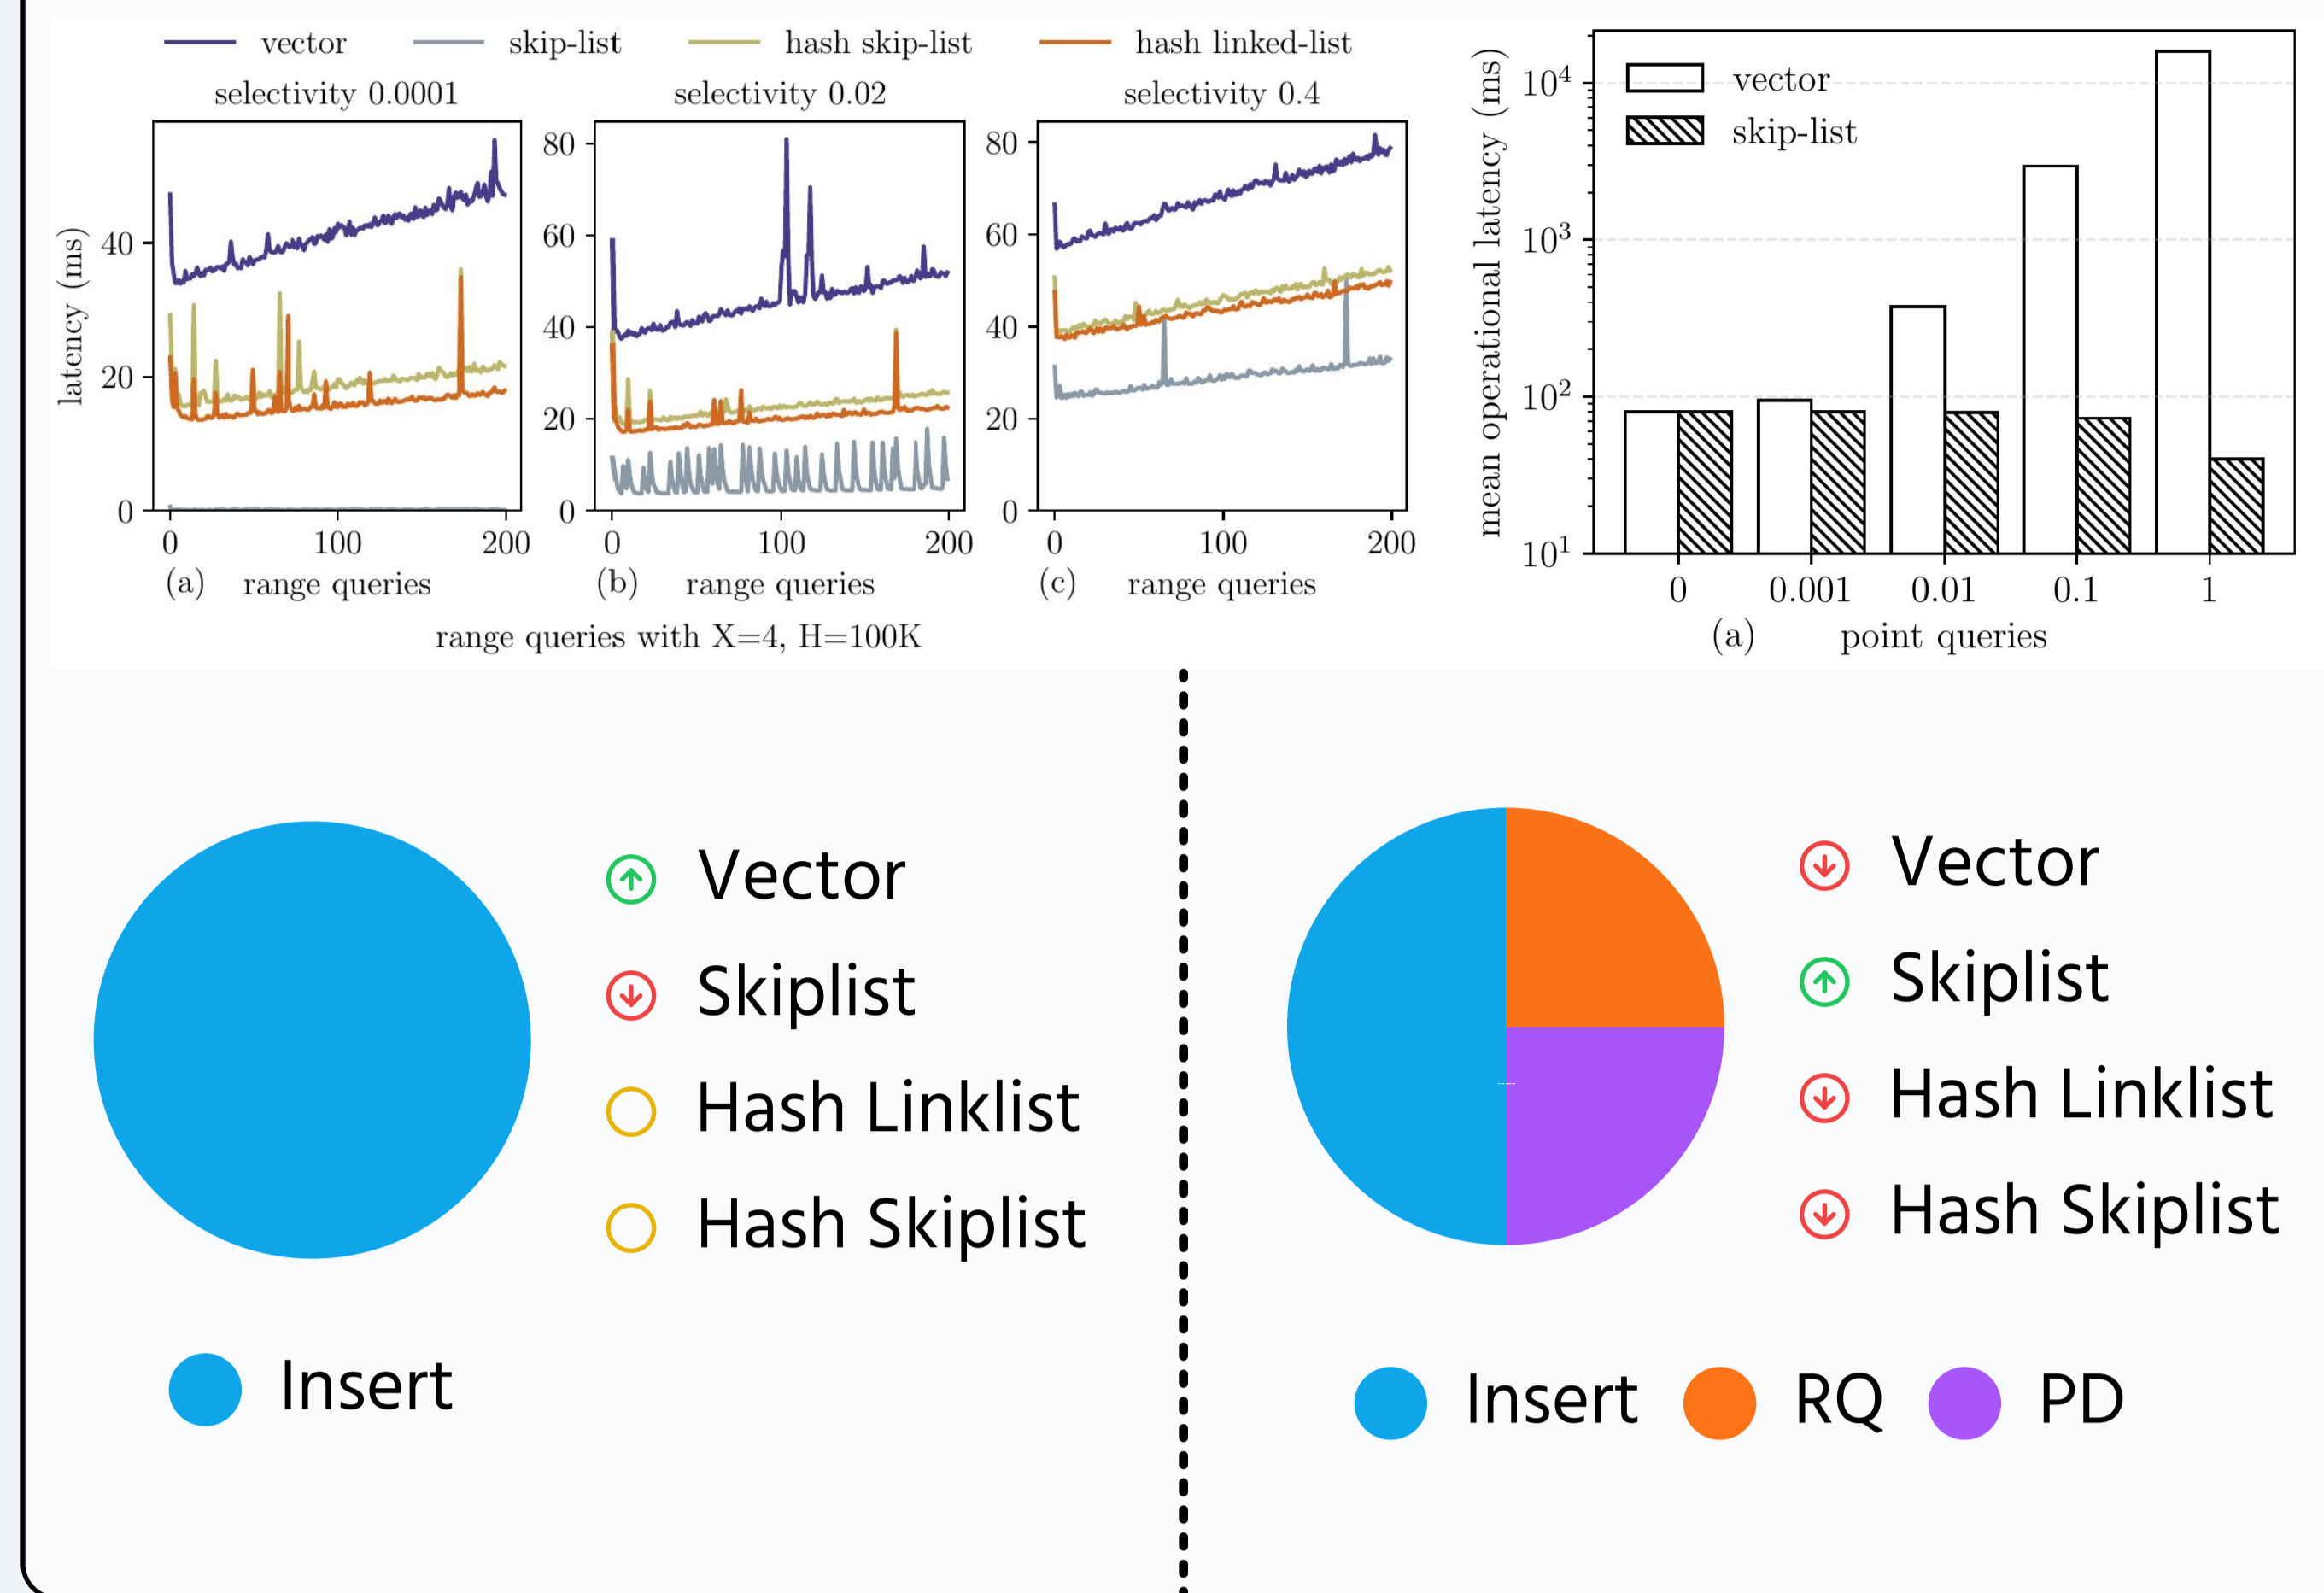 vector skip-list hash skip-list hash linked-list
selectivity 0.0001
latency (ms)
40
20
0
0 100 200
(a) range queries
selectivity 0.02
80
60
40
20
0
0 100 200
(b) range queries
selectivity 0.4
80
60
40
20
0
0 100 200
(c) range queries
range queries with X=4, H=100K
mean operational latency (ms)
10⁴
10³
10²
10¹
vector
skip-list
0 0.001 0.01 0.1 1
(a) point queries
Vector
Skiplist
Hash Linklist
Hash Skiplist
Insert
Vector
Skiplist
Hash Linklist
Hash Skiplist
Insert RQ PD